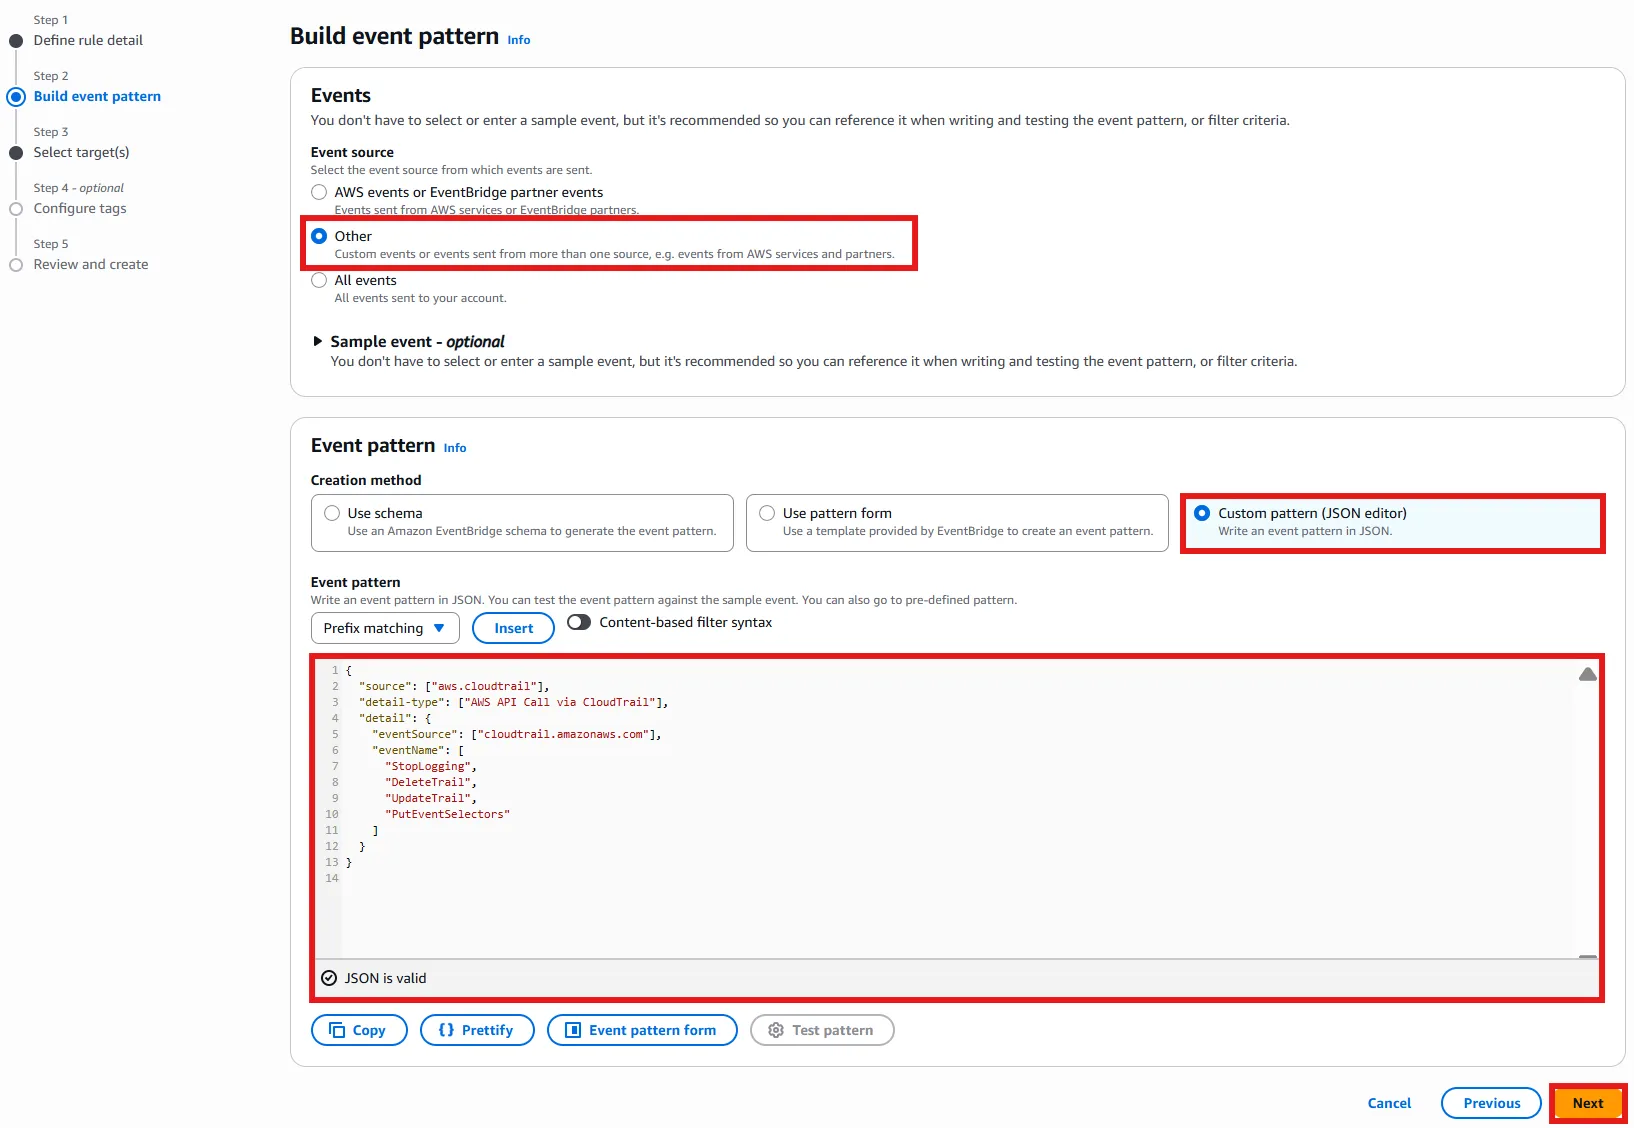 Step 1
Define rule detail
Step 2
Build event pattern
Step 3
Select target(s)
Step 4 - optional
Configure tags
Step 5
Review and create
Build event pattern Info
Events
You don't have to select or enter a sample event, but it's recommended so you can reference it when writing and testing the event pattern, or filter criteria.
Event source
Select the event source from which events are sent.
AWS events or EventBridge partner events
Events sent from AWS services or EventBridge partners.
Other
Custom events or events sent from more than one source, e.g. events from AWS services and partners.
All events
All events sent to your account.
Sample event - optional
You don't have to select or enter a sample event, but it's recommended so you can reference it when writing and testing the event pattern, or filter criteria.
Event pattern Info
Creation method
Use schema
Use an Amazon EventBridge schema to generate the event pattern.
Use pattern form
Use a template provided by EventBridge to create an event pattern.
Custom pattern (JSON editor)
Write an event pattern in JSON.
Event pattern
Write an event pattern in JSON. You can test the event pattern against the sample event. You can also go to pre-defined pattern.
Prefix matching Insert Content-based filter syntax
1 {
2 "source": ["aws.cloudtrail"],
3 "detail-type": ["AWS API Call via CloudTrail"],
4 "detail": {
5 "eventSource": ["cloudtrail.amazonaws.com"],
6 "eventName": [
7 "StopLogging",
8 "DeleteTrail",
9 "UpdateTrail",
10 "PutEventSelectors"
11 ]
12 }
13 }
14
JSON is valid
Copy {} Prettify Event pattern form Test pattern
Cancel Previous Next